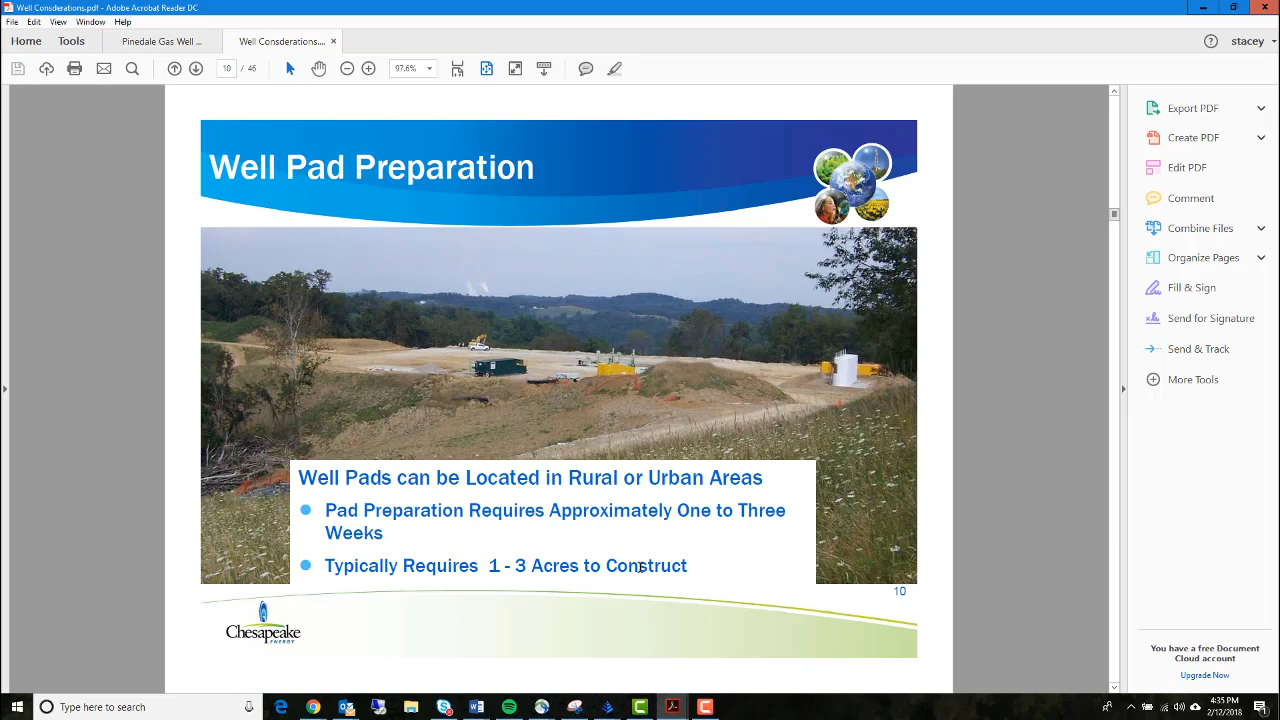 Well Consderations.pdf - Adobe Acrobat Reader DC
File Edit View Window Help
Home Tools Pinedale Gas Well ... Well Consderations.... × stacey
10 / 46 97.6%
Well Pad Preparation
Well Pads can be Located in Rural or Urban Areas
Pad Preparation Requires Approximately One to Three
Weeks
Typically Requires 1 - 3 Acres to Construct
10
Chesapeake
ENERGY
Export PDF
Create PDF
Edit PDF
Comment
Combine Files
Organize Pages
Fill & Sign
Send for Signature
Send & Track
More Tools
You have a free Document
Cloud account
Upgrade Now
Type here to search
4:35 PM
2/12/2018